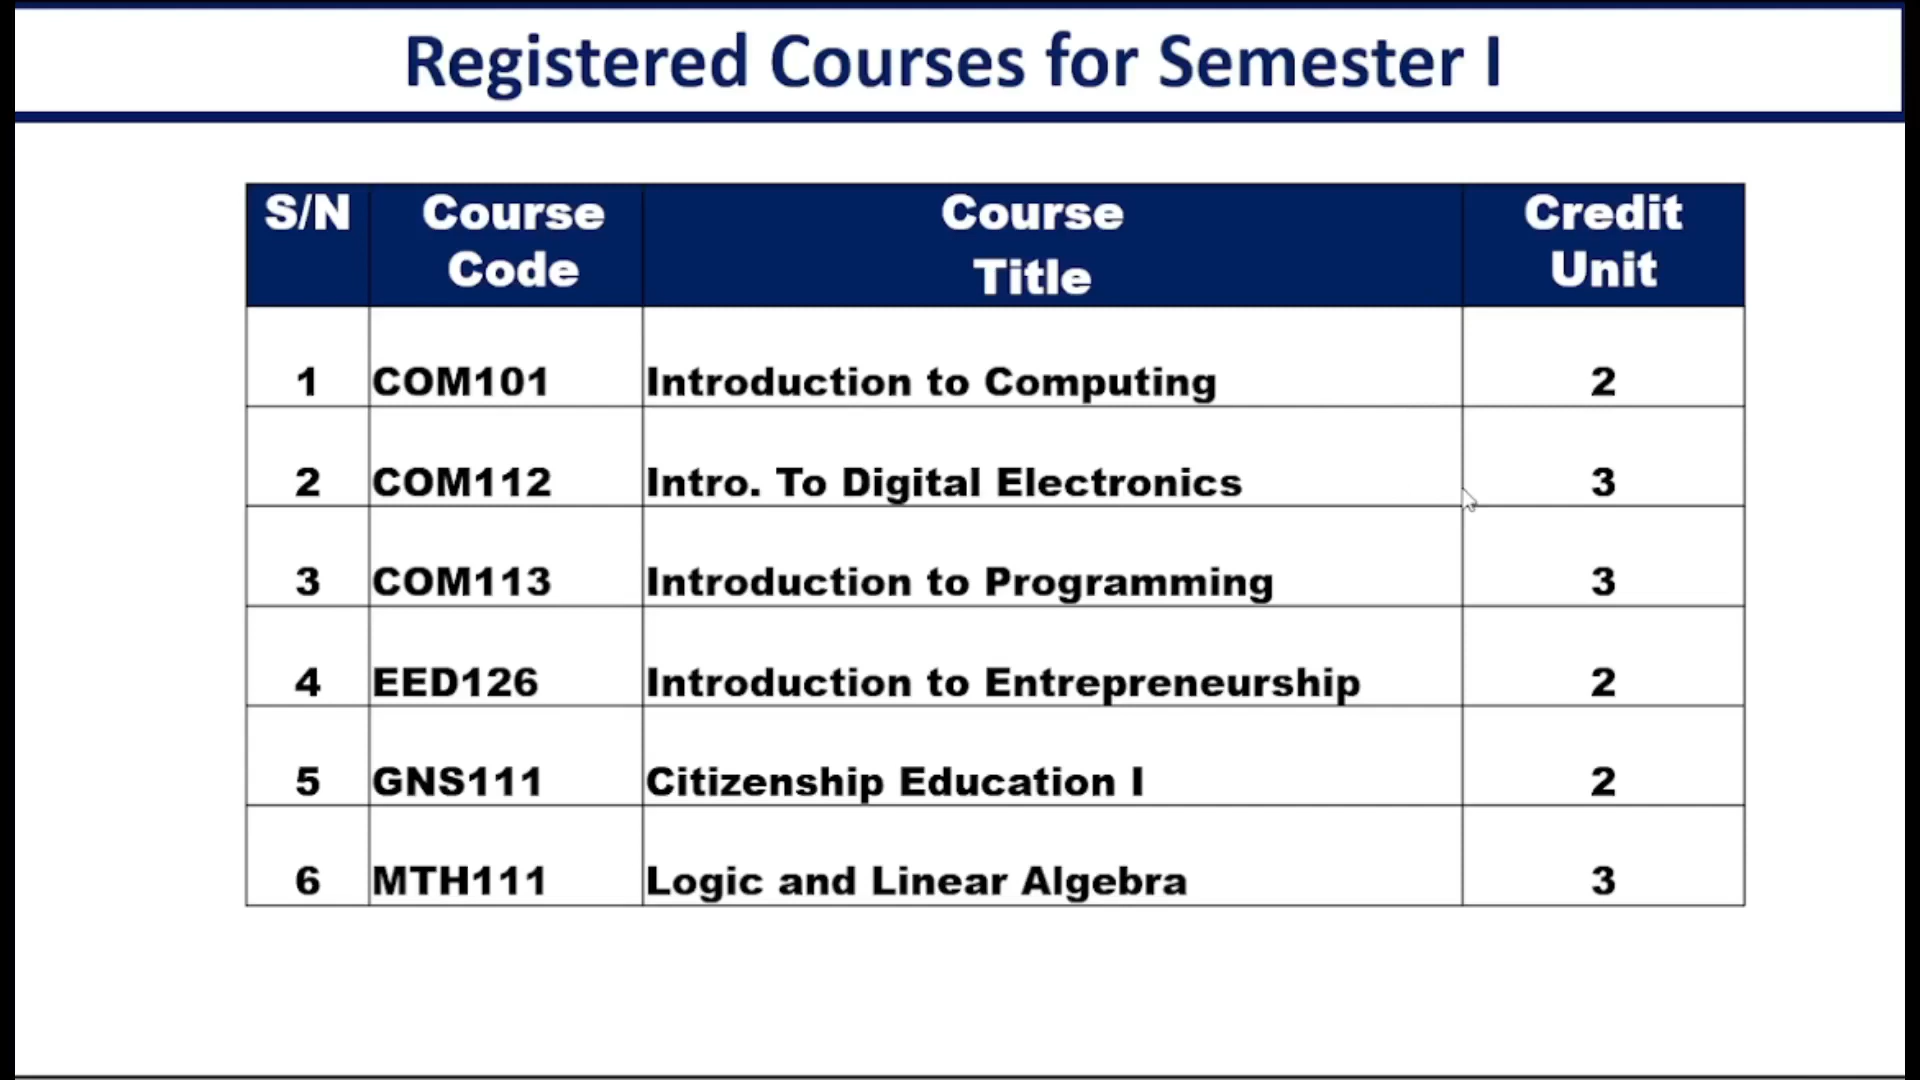 Registered Courses for Semester I
S/N Course Code Course Title Credit Unit
1 COM101 Introduction to Computing 2
2 COM112 Intro. To Digital Electronics 3
3 COM113 Introduction to Programming 3
4 EED126 Introduction to Entrepreneurship 2
5 GNS111 Citizenship Education I 2
6 MTH111 Logic and Linear Algebra 3